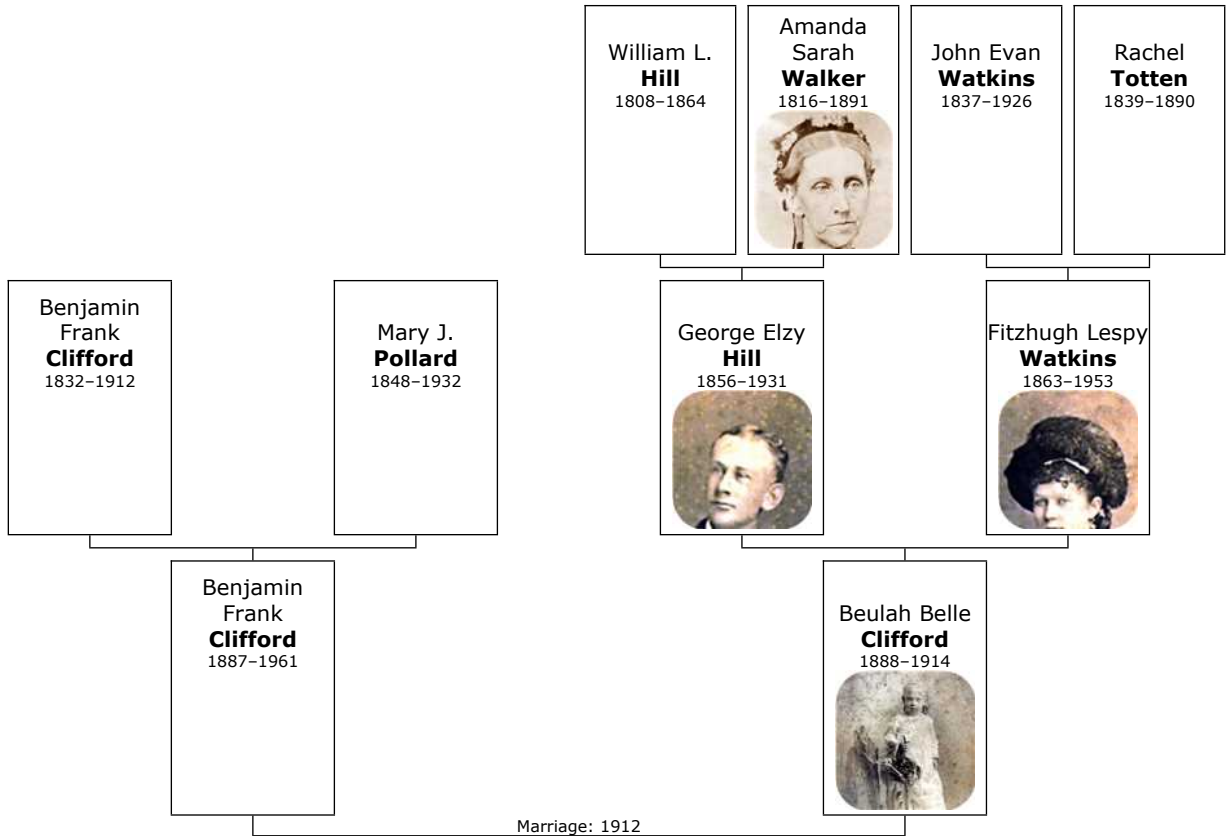 William L.
Hill
1808–1864
Amanda
Sarah
Walker
1816–1891
John Evan
Watkins
1837–1926
Rachel
Totten
1839–1890
Benjamin
Frank
Clifford
1832–1912
Mary J.
Pollard
1848–1932
George Elzy
Hill
1856–1931
Fitzhugh Lespy
Watkins
1863–1953
Benjamin
Frank
Clifford
1887–1961
Beulah Belle
Clifford
1888–1914
Marriage: 1912